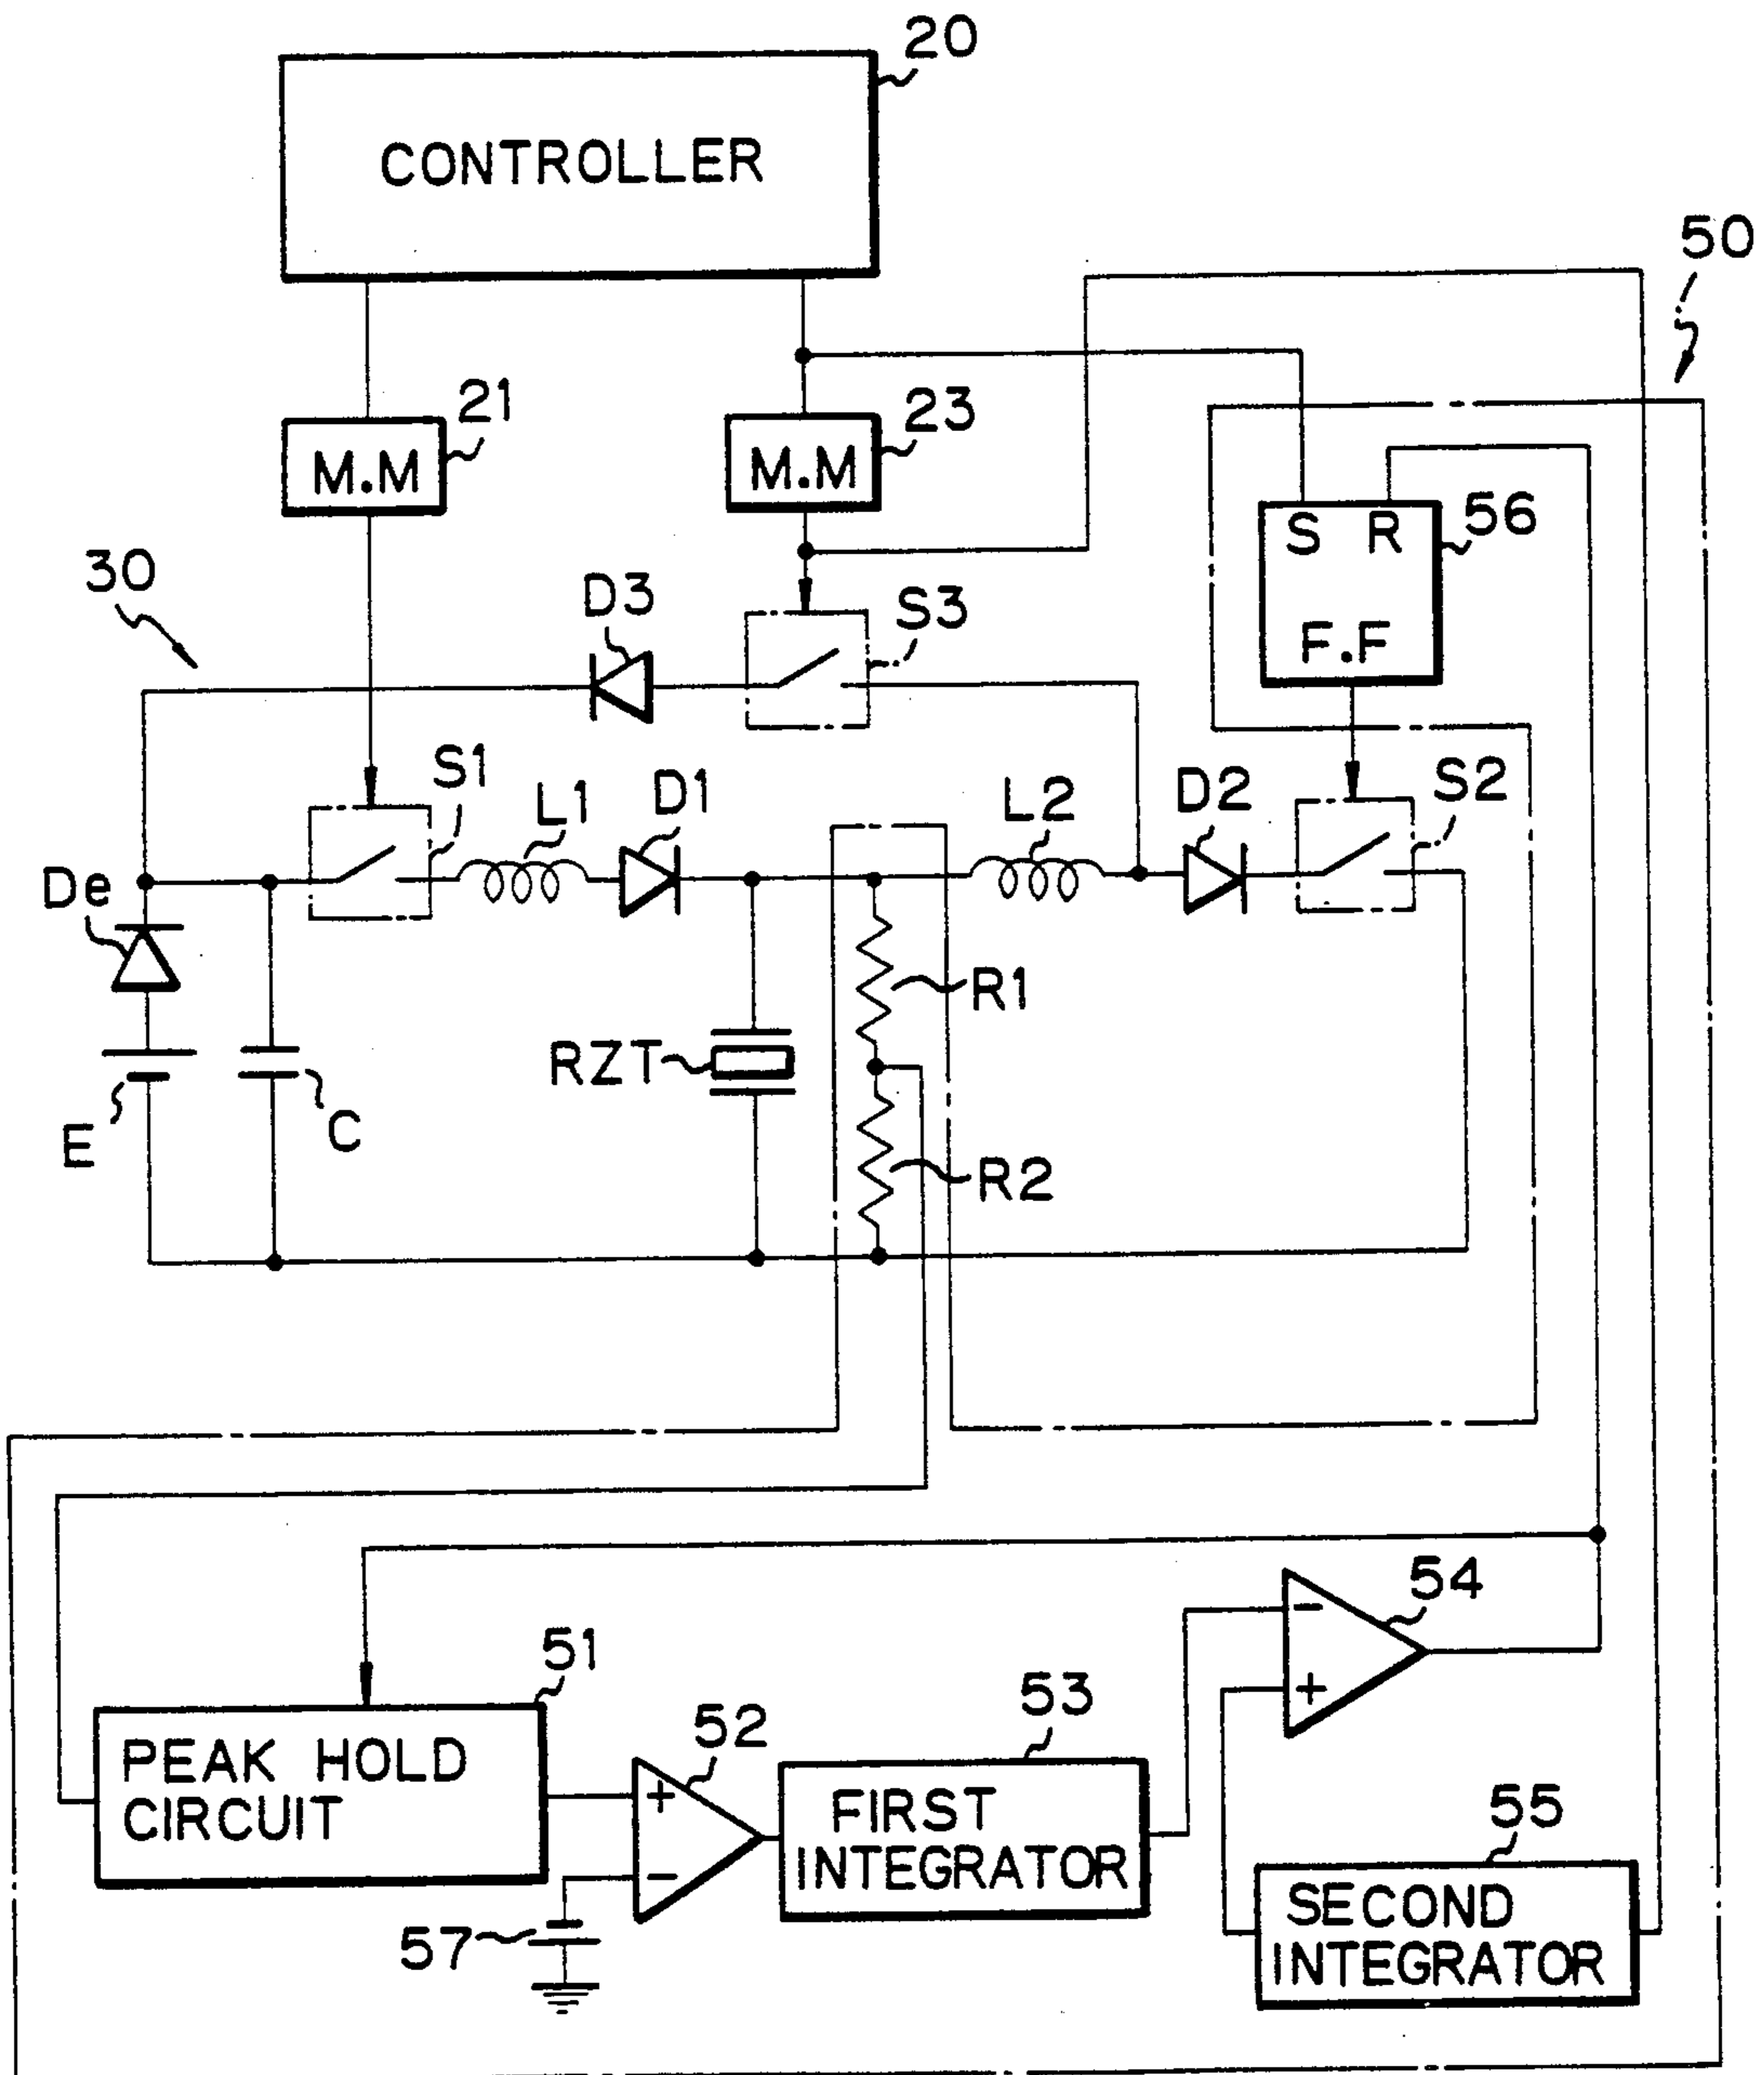 20
CONTROLLER
50
21
23
M.M
M.M
S R
56
F.F
30
D3
S3
S1
L1
D1
L2
D2
S2
De
R1
RZT
E
C
R2
54
-
+
51
PEAK HOLD
CIRCUIT
52
+
-
53
FIRST
INTEGRATOR
55
SECOND
INTEGRATOR
57